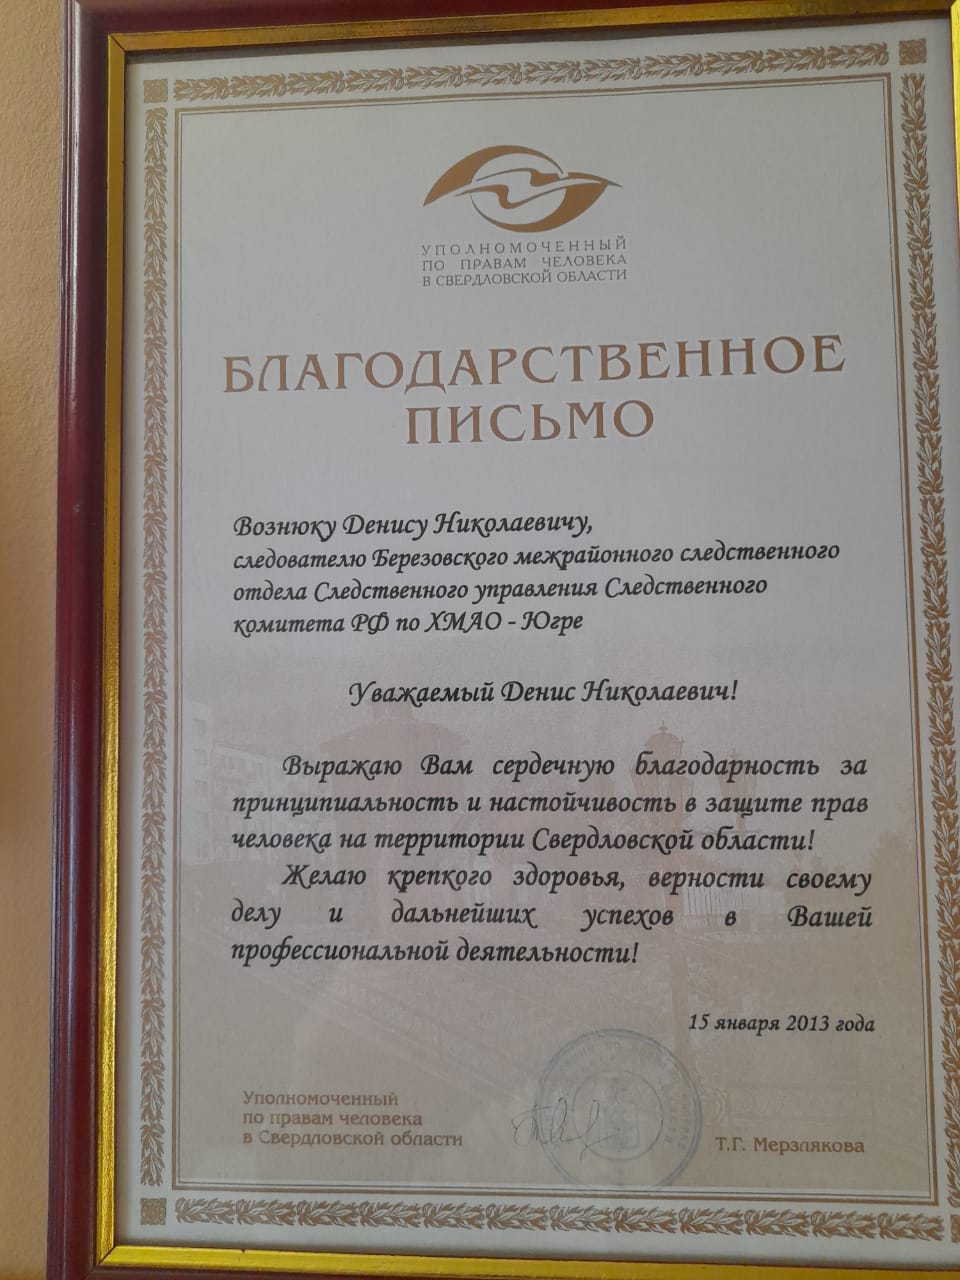 УПОЛНОМОЧЕННЫЙ
ПО ПРАВАМ ЧЕЛОВЕКА
В СВЕРДЛОВСКОЙ ОБЛАСТИ
БЛАГОДАРСТВЕННОЕ
ПИСЬМО
Вознюку Денису Николаевичу,
следователю Березовского межрайонного следственного
отдела Следственного управления Следственного
комитета РФ по ХМАО - Югре
Уважаемый Денис Николаевич!
Выражаю Вам сердечную благодарность за
принципиальность и настойчивость в защите прав
человека на территории Свердловской области!
Желаю крепкого здоровья, верности своему
делу и дальнейших успехов в Вашей
профессиональной деятельности!
15 января 2013 года
Уполномоченный
по правам человека
в Свердловской области
Т.Г. Мерзлякова